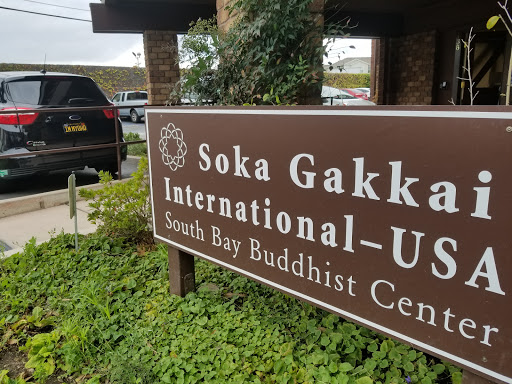 Soka Gakkai
International–USA
South Bay Buddhist Center